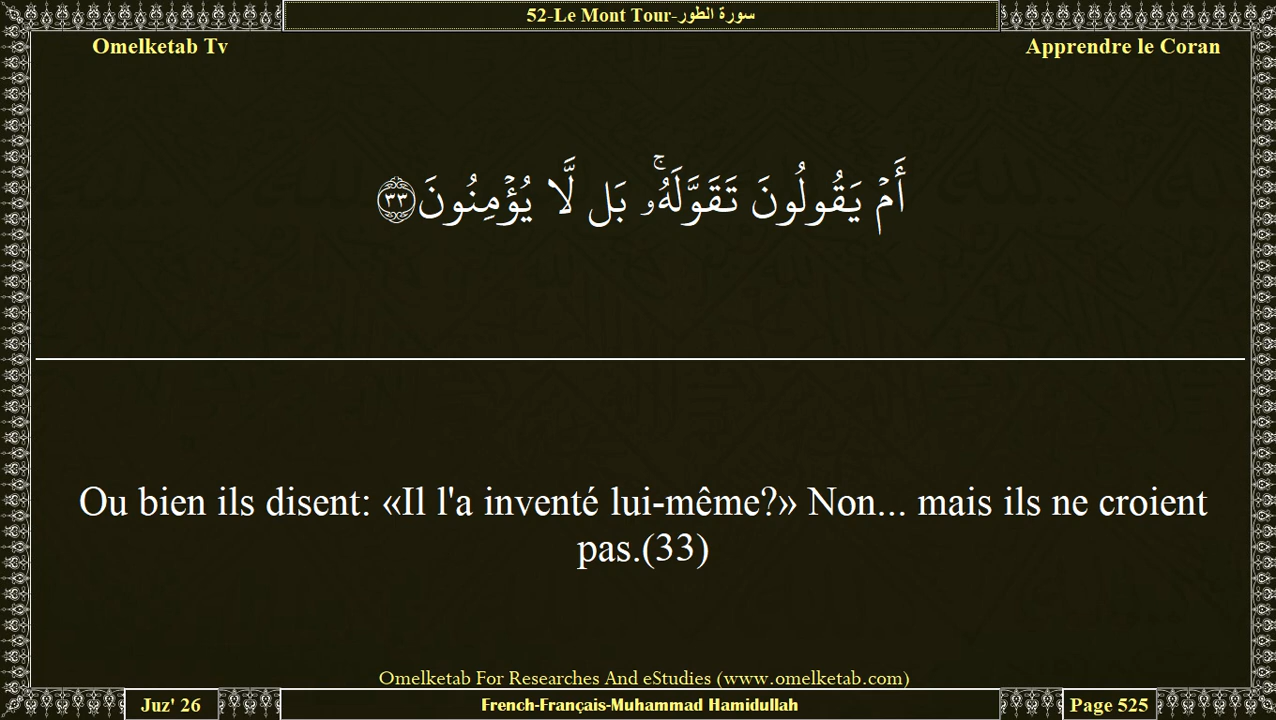 52-Le Mont Tour-سورة الطور
Omelketab Tv
Apprendre le Coran
أَمۡ يَقُولُونَ تَقَوَّلَهُۥۚ بَل لَّا يُؤۡمِنُونَ ٣٣
Ou bien ils disent: «Il l'a inventé lui-même?» Non... mais ils ne croient
pas.(33)
Omelketab For Researches And eStudies (www.omelketab.com)
Juz' 26
French-Français-Muhammad Hamidullah
Page 525